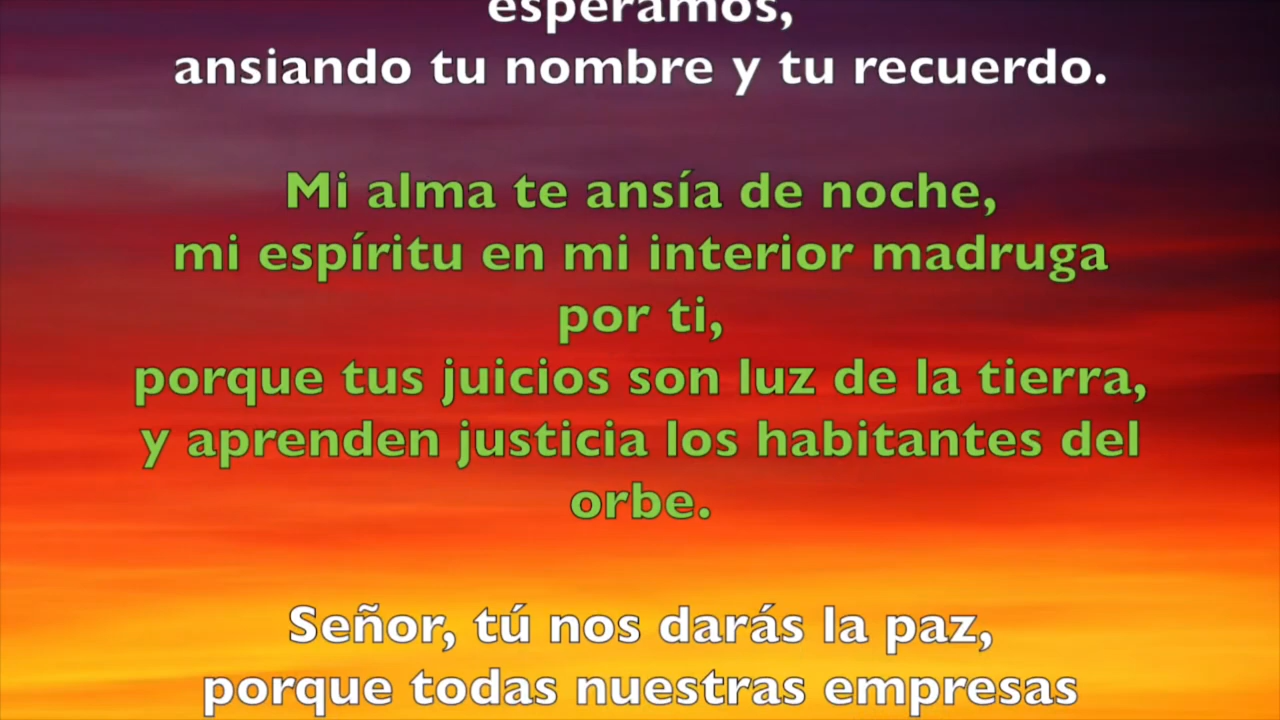 esperamos,
ansiando tu nombre y tu recuerdo.
Mi alma te ansía de noche,
mi espíritu en mi interior madruga
por ti,
porque tus juicios son luz de la tierra,
y aprenden justicia los habitantes del
orbe.
Señor, tú nos darás la paz,
porque todas nuestras empresas